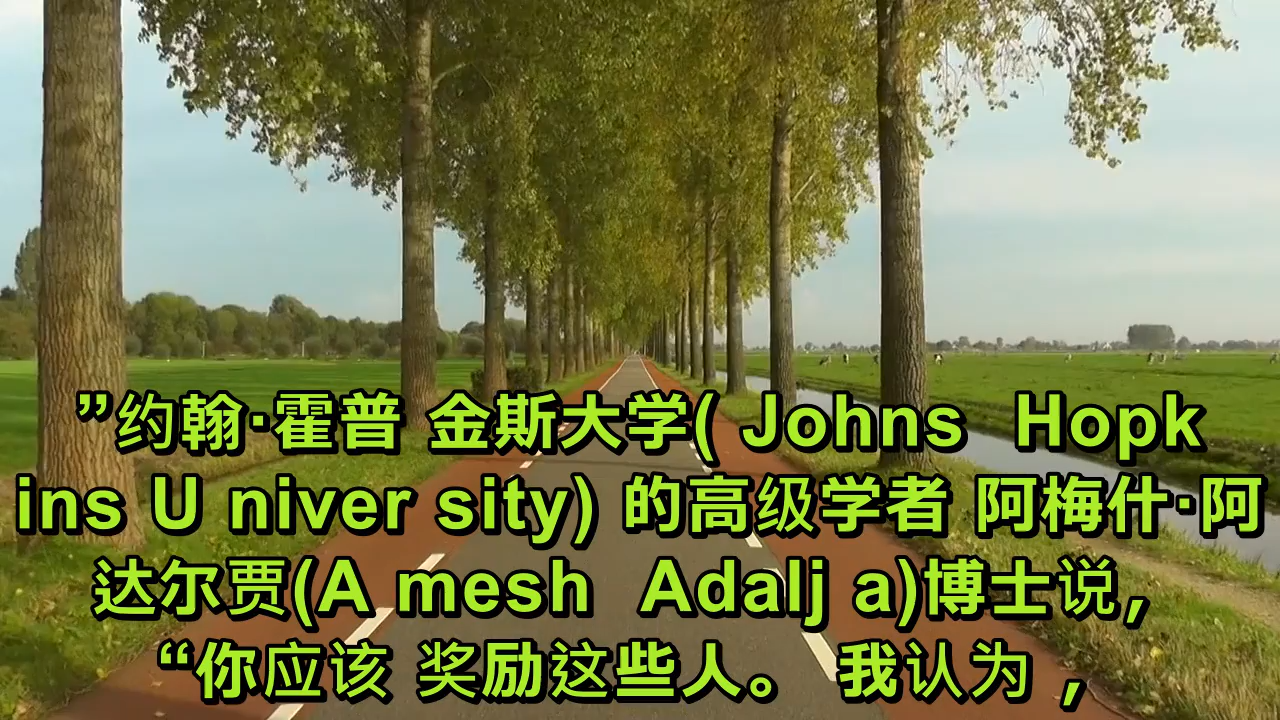 ”约翰·霍普 金斯大学( Johns  Hopk
ins U niver sity) 的高级学者 阿梅什·阿
达尔贾(A mesh  Adalj a)博士说，
“你应该 奖励这些人。 我认为 ，